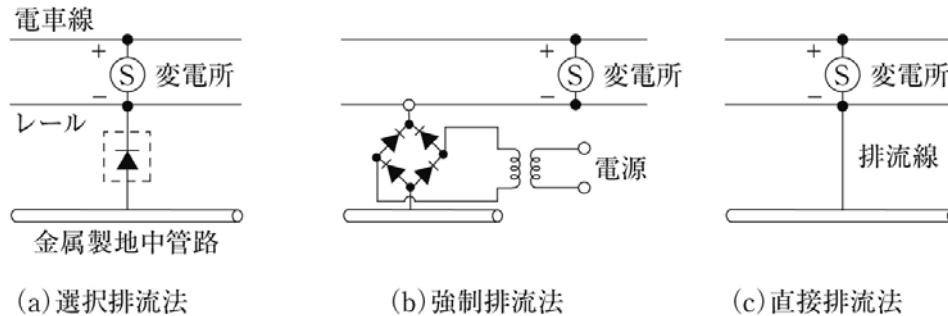 電車線
+
S 変電所
−
レール
金属製地中管路
(a)選択排流法
+
S 変電所
−
電源
(b)強制排流法
+
S 変電所
−
排流線
(c)直接排流法